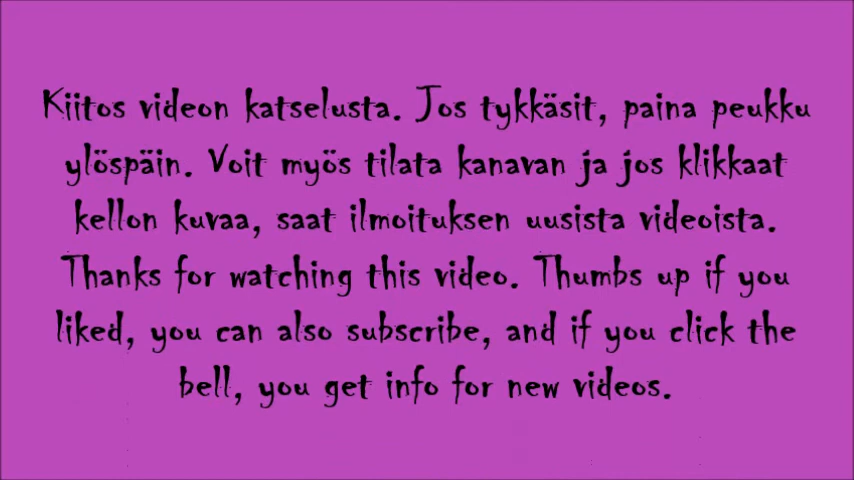 Kiitos videon katselusta. Jos tykkäsit, paina peukku
ylöspäin. Voit myös tilata kanavan ja jos klikkaat
kellon kuvaa, saat ilmoituksen uusista videoista.
Thanks for watching this video. Thumbs up if you
liked, you can also subscribe, and if you click the
bell, you get info for new videos.